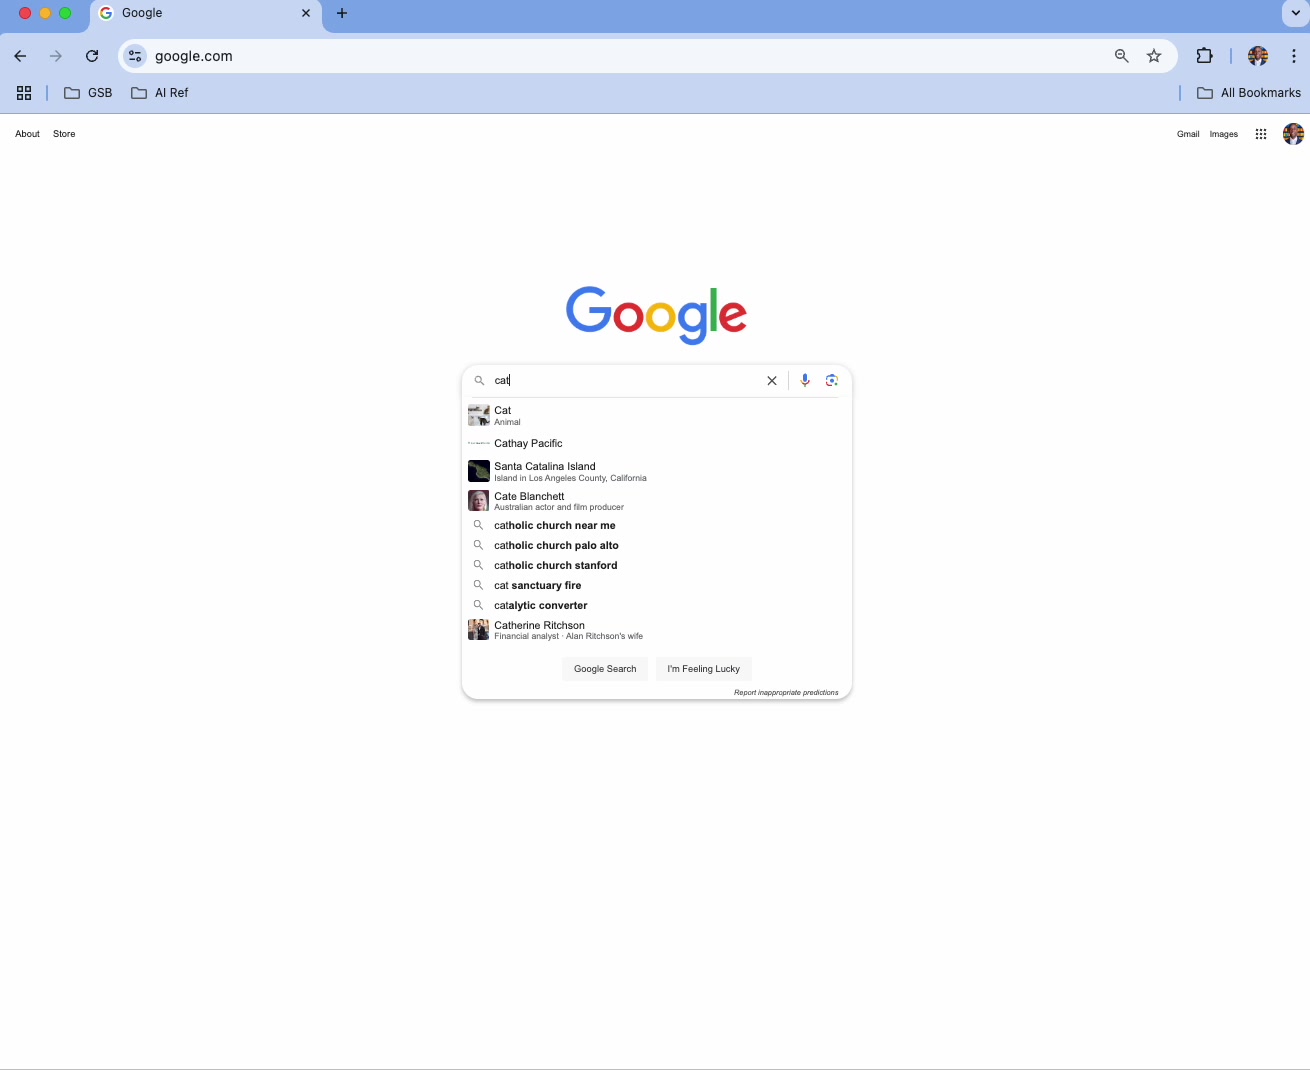 Google
google.com
GSB
AI Ref
All Bookmarks
About
Store
Gmail
Images
Google
cat
Cat
Animal
Cathay Pacific
Santa Catalina Island
Island in Los Angeles County, California
Cate Blanchett
Australian actor and film producer
catholic church near me
catholic church palo alto
catholic church stanford
cat sanctuary fire
catalytic converter
Catherine Ritchson
Financial analyst · Alan Ritchson's wife
Google Search
I'm Feeling Lucky
Report inappropriate predictions